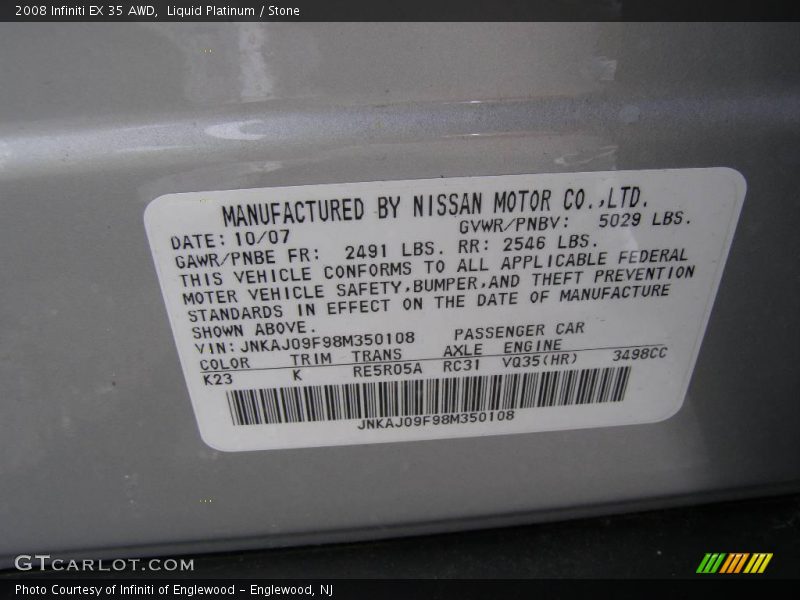 2008 Infiniti EX 35 AWD,  Liquid Platinum / Stone
MANUFACTURED BY NISSAN MOTOR CO.,LTD.
DATE: 10/07 GVWR/PNBV: 5029 LBS.
GAWR/PNBE FR: 2491 LBS. RR: 2546 LBS.
THIS VEHICLE CONFORMS TO ALL APPLICABLE FEDERAL
MOTER VEHICLE SAFETY,BUMPER,AND THEFT PREVENTION
STANDARDS IN EFFECT ON THE DATE OF MANUFACTURE
SHOWN ABOVE.
VIN: JNKAJ09F98M350108 PASSENGER CAR
COLOR TRIM TRANS AXLE ENGINE
K23 K RE5R05A RC31 VQ35(HR) 3498CC
JNKAJ09F98M350108
GTCARLOT.COM
Photo Courtesy of Infiniti of Englewood - Englewood, NJ